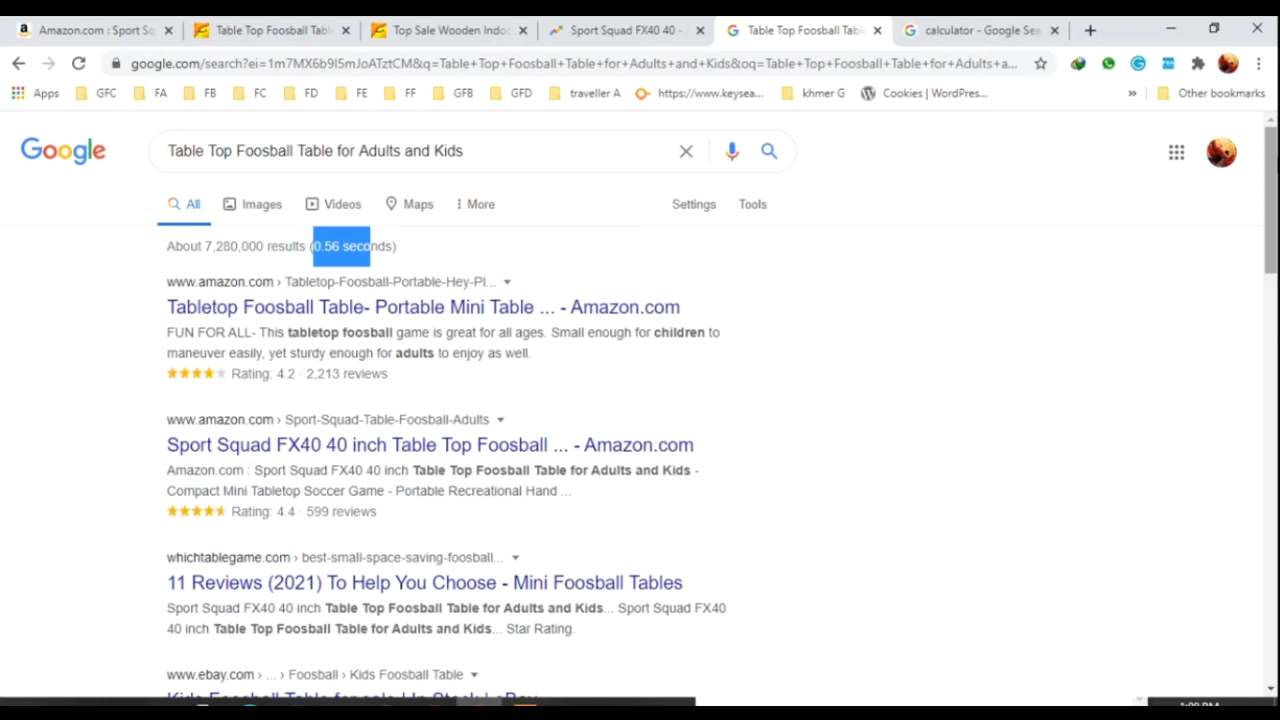 Amazon.com : Sport Sq
Table Top Foosball Table
Top Sale Wooden Indoo
Sport Squad FX40 40 -
Table Top Foosball Table
calculator - Google Sea
google.com/search?ei=1m7MX6b9I5mJoATztCM&q=Table+Top+Foosball+Table+for+Adults+and+Kids&oq=Table+Top+Foosball+Table+for+Adults+a...
Apps GFC FA FB FC FD FE FF GFB GFD traveller A https://www.keysea... khmer G Cookies | WordPres... » Other bookmarks
Google
Table Top Foosball Table for Adults and Kids
All Images Videos Maps More Settings Tools
About 7,280,000 results (0.56 seconds)
www.amazon.com › Tabletop-Foosball-Portable-Hey-Pl...
Tabletop Foosball Table- Portable Mini Table ... - Amazon.com
FUN FOR ALL- This tabletop foosball game is great for all ages. Small enough for children to
maneuver easily, yet sturdy enough for adults to enjoy as well.
Rating: 4.2 · 2,213 reviews
www.amazon.com › Sport-Squad-Table-Foosball-Adults
Sport Squad FX40 40 inch Table Top Foosball ... - Amazon.com
Amazon.com : Sport Squad FX40 40 inch Table Top Foosball Table for Adults and Kids -
Compact Mini Tabletop Soccer Game - Portable Recreational Hand ...
Rating: 4.4 · 599 reviews
whichtablegame.com › best-small-space-saving-foosball...
11 Reviews (2021) To Help You Choose - Mini Foosball Tables
Sport Squad FX40 40 inch Table Top Foosball Table for Adults and Kids... Sport Squad FX40
40 inch Table Top Foosball Table for Adults and Kids... Star Rating.
www.ebay.com › ... › Foosball › Kids Foosball Table
Kids Foosball Table for sale | In Stock | eBay